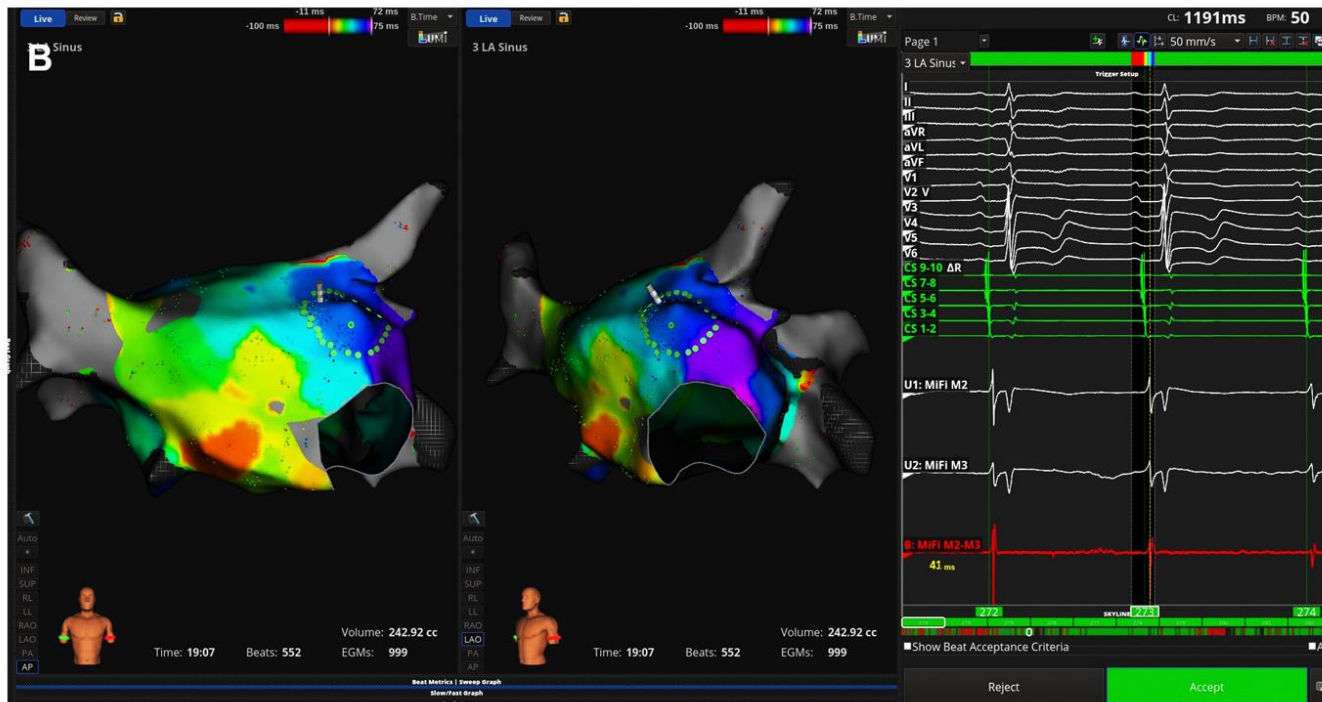 Live Review -11 ms 72 ms B.Time
-100 ms 75 ms
LUMi
3 LA Sinus
B
Auto
INF
SUP
RL
LL
RAO
LAO
PA
AP
Volume: 242.92 cc
Time: 19:07 Beats: 552 EGMs: 999
Live Review -11 ms 72 ms B.Time
-100 ms 75 ms
LUMi
3 LA Sinus
Auto
INF
SUP
RL
LL
RAO
LAO
PA
AP
Volume: 242.92 cc
Time: 19:07 Beats: 552 EGMs: 999
Beat Metrics | Sweep Graph
Slow/Fast Graph
CL: 1191ms BPM: 50
Page 1 50 mm/s
3 LA Sinus
Trigger Setup
I
II
III
aVR
aVL
aVF
V1
V2 V
V3
V4
V5
V6
CS 9-10 ΔR
CS 7-8
CS 5-6
CS 3-4
CS 1-2
U1: MiFi M2
U2: MiFi M3
B: MiFi M2-M3
41 ms
272 SKYLINE 273 274
0
Show Beat Acceptance Criteria
Reject Accept